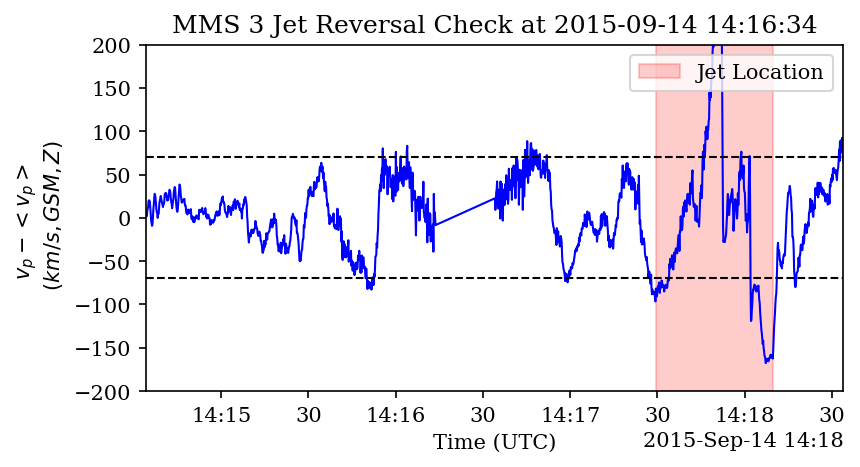 MMS 3 Jet Reversal Check at 2015-09-14 14:16:34
200
150
100
50
0
−50
−100
−150
−200
v_p − < v_p >
(km/s, GSM, Z)
Jet Location
14:15 30 14:16 30 14:17 30 14:18 30
Time (UTC)
2015-Sep-14 14:18